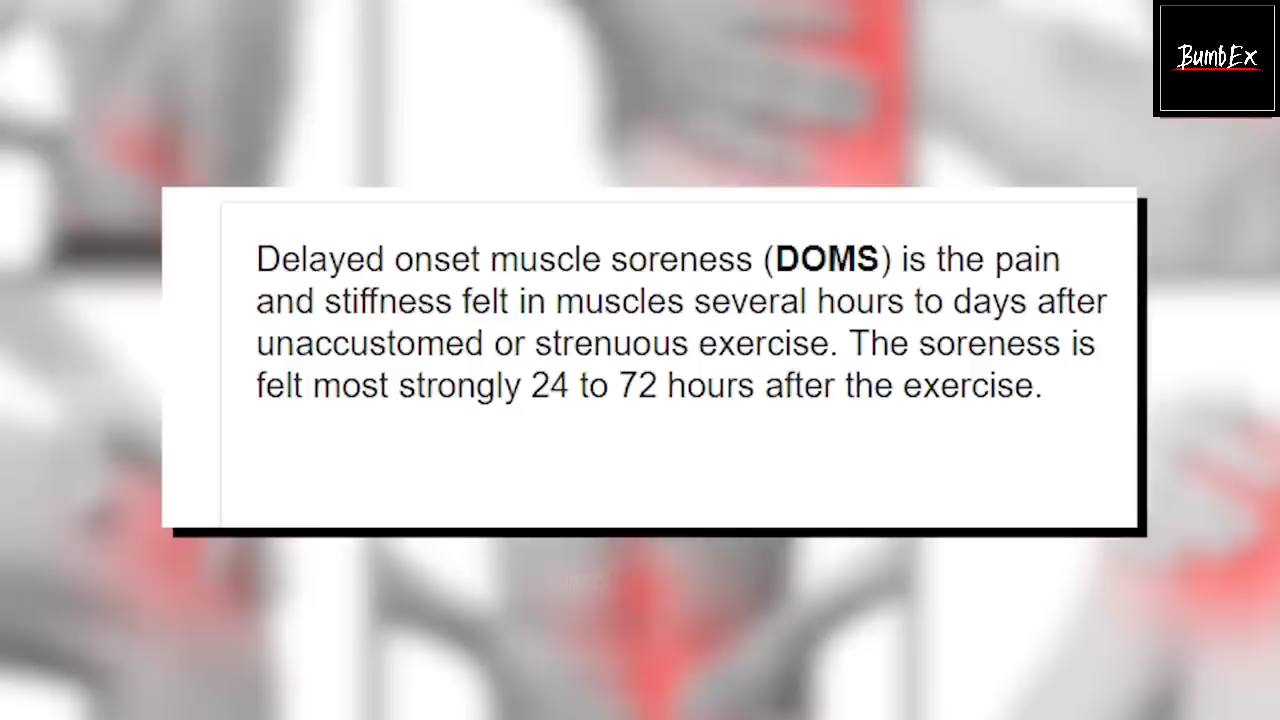 BumbEx
Delayed onset muscle soreness (DOMS) is the pain
and stiffness felt in muscles several hours to days after
unaccustomed or strenuous exercise. The soreness is
felt most strongly 24 to 72 hours after the exercise.